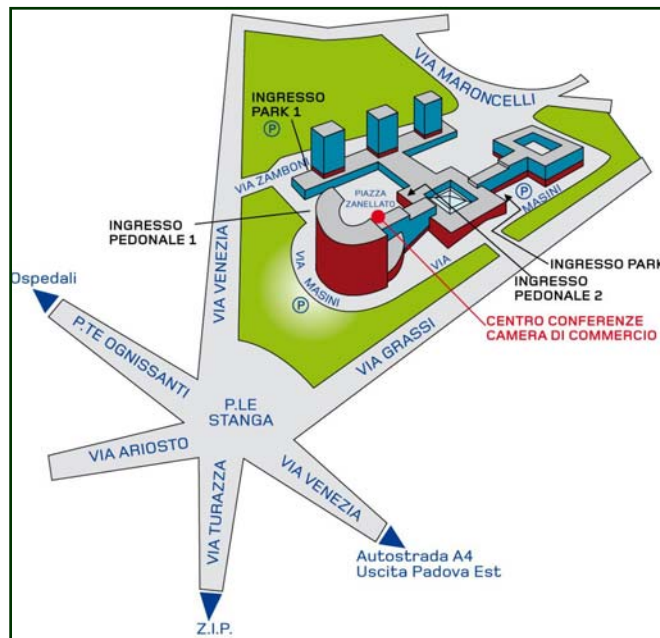 VIA MARONCELLI
INGRESSO
PARK 1
P
VIA ZAMBONI
PIAZZA
ZANELLATO
P
MASINI
INGRESSO
PEDONALE 1
VIA VENEZIA
VIA
MASINI
VIA
P
INGRESSO PARK
INGRESSO
PEDONALE 2
CENTRO CONFERENZE
CAMERA DI COMMERCIO
VIA GRASSI
Ospedali
P.TE OGNISSANTI
P.LE
STANGA
VIA ARIOSTO
VIA TURAZZA
VIA VENEZIA
Autostrada A4
Uscita Padova Est
Z.I.P.